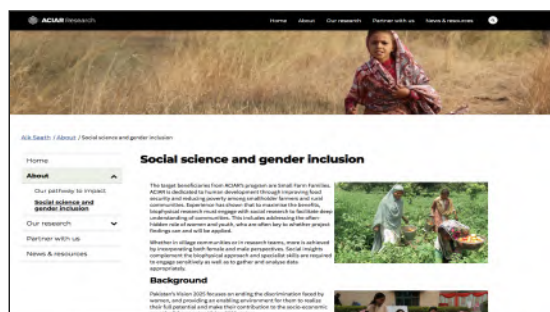 ACIAR Research
Home About Our research Partner with us News & resources
Aik Saath / About / Social science and gender inclusion
Home
About
Our pathway to impact
Social science and
gender inclusion
Our research
Partner with us
News & resources
Social science and gender inclusion
The target beneficiaries from ACIAR's program are Small Farm Families.
ACIAR is dedicated to human development through improving food
security and reducing poverty among smallholder farmers and rural
communities. Experience has shown that to maximise the benefits,
biophysical research must engage with social research to facilitate deep
understanding of communities. This includes addressing the often
hidden role of women and youth, who are often key to whether project
findings can and will be applied.
Whether in village communities or in research teams, more is achieved
by incorporating both female and male perspectives. Social insights
complement the biophysical approach and specialist skills are required
to engage sensitively as well as to gather and analyse data
appropriately.
Background
Pakistan's Vision 2025 focuses on ending the discrimination faced by
women, and providing an enabling environment for them to realise
their full potential and make their contribution to the socio-economic